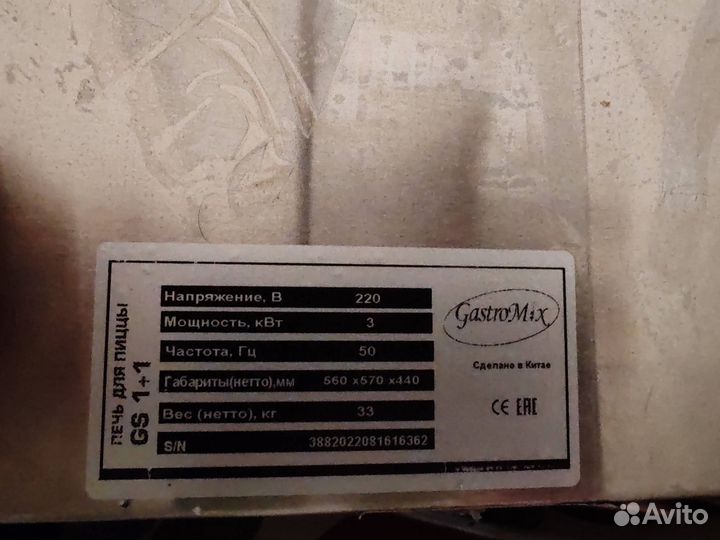 ПЕЧЬ ДЛЯ ПИЦЦЫ
GS 1+1
Напряжение, В 220
Мощность, кВт 3
Частота, Гц 50
Габариты(нетто),мм 560 x570 x440
Вес (нетто), кг 33
S/N 3882022081616362
GastroMix
Сделано в Китае
CE EAC
Avito